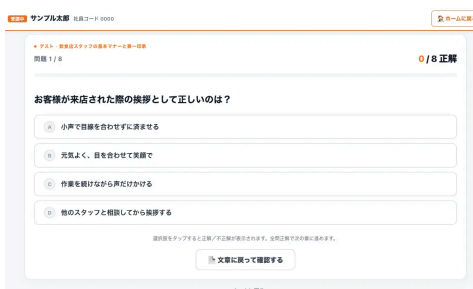 受講中 サンプル太郎 社員コード 0000
ホームに戻
テスト · 飲食店スタッフの基本マナーと第一印象
問題 1 / 8
0 / 8 正解
お客様が来店された際の挨拶として正しいのは？
A 小声で目線を合わせずに済ませる
B 元気よく、目を合わせて笑顔で
C 作業を続けながら声だけかける
D 他のスタッフと相談してから挨拶する
選択肢をタップすると正解／不正解が表示されます。全問正解で次の章に進めます。
文章に戻って確認する